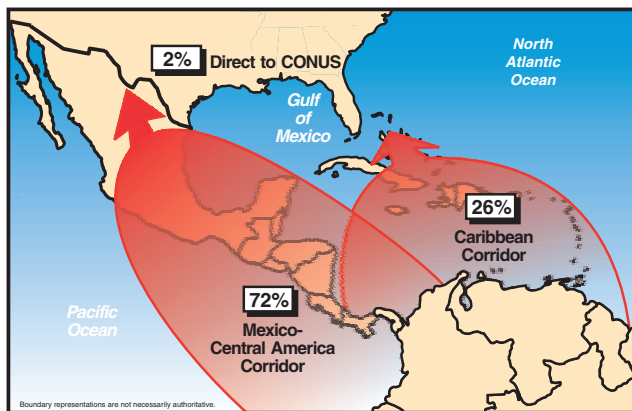 2% Direct to CONUS
North
Atlantic
Ocean
Gulf
of
Mexico
26%
Caribbean
Corridor
72%
Mexico-
Central America
Corridor
Pacific
Ocean
Boundary representations are not necessarily authoritative.